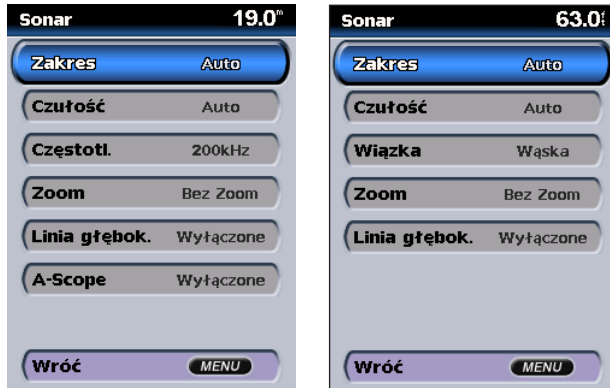 Sonar 19.0m
Zakres Auto
Czułość Auto
Częstotl. 200kHz
Zoom Bez Zoom
Linia głębok. Wyłączone
A-Scope Wyłączone
Wróć MENU
Sonar 63.0f
Zakres Auto
Czułość Auto
Wiązka Wąska
Zoom Bez Zoom
Linia głębok. Wyłączone
Wróć MENU